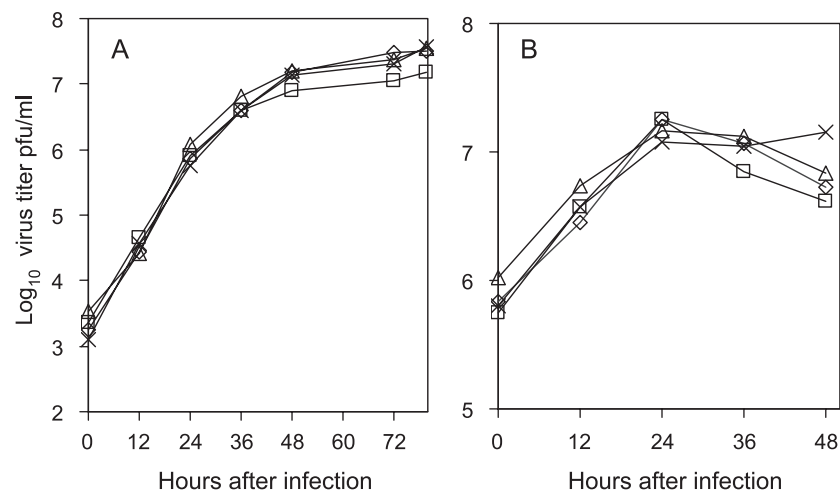 A
B
Log10 virus titer pfu/ml
8
7
6
5
4
3
2
0 12 24 36 48 60 72
Hours after infection
8
7
6
5
0 12 24 36 48
Hours after infection